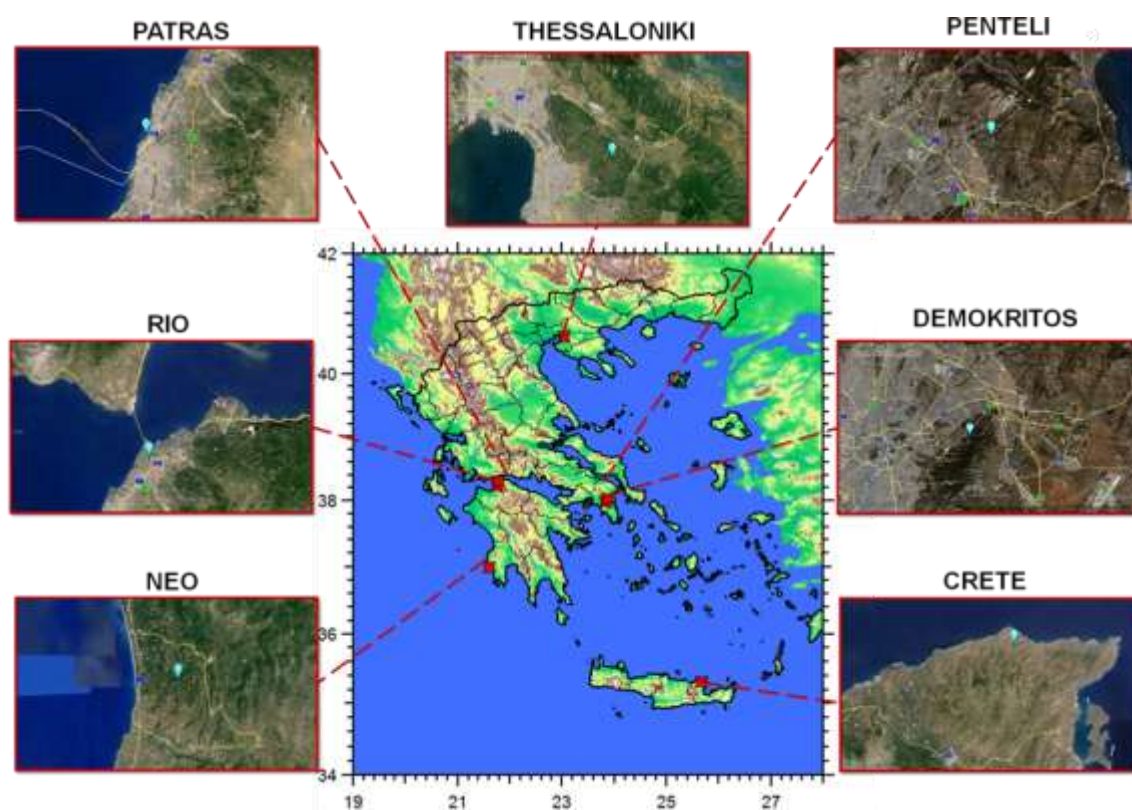 PATRAS
THESSALONIKI
PENTELI
RIO
DEMOKRITOS
NEO
CRETE
42
40
38
36
34
19
21
23
25
27